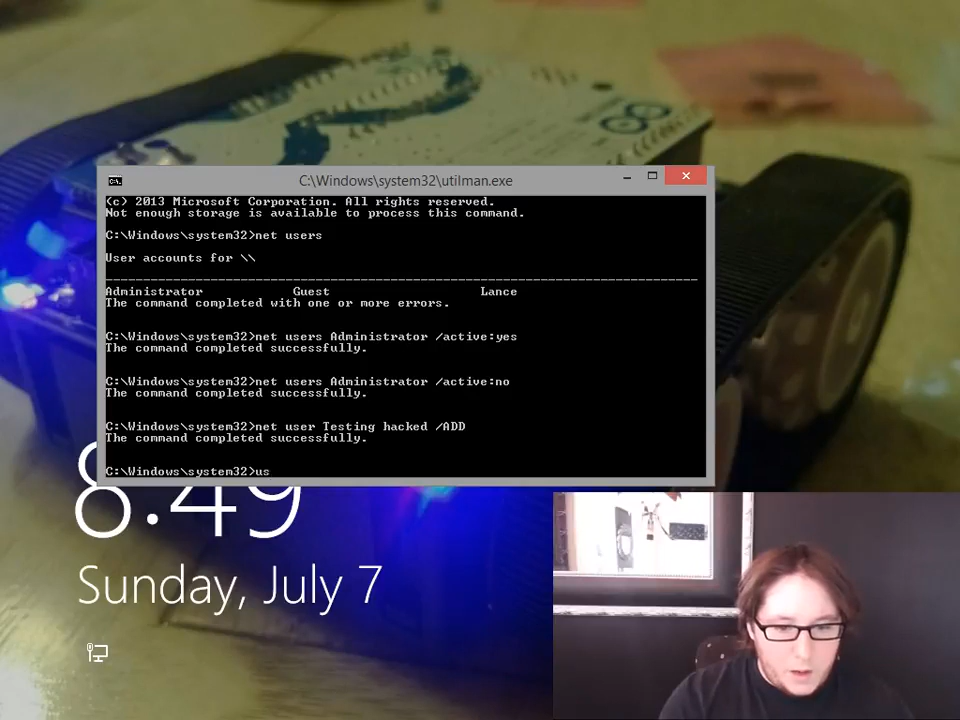 C:\Windows\system32\utilman.exe
(c) 2013 Microsoft Corporation. All rights reserved.
Not enough storage is available to process this command.
C:\Windows\system32>net users
User accounts for \\
Administrator Guest Lance
The command completed with one or more errors.
C:\Windows\system32>net users Administrator /active:yes
The command completed successfully.
C:\Windows\system32>net users Administrator /active:no
The command completed successfully.
C:\Windows\system32>net user Testing hacked /ADD
The command completed successfully.
C:\Windows\system32>us
8:49
Sunday, July 7